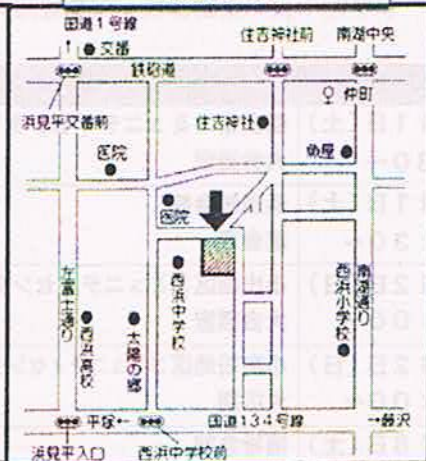 国道1号線
↑
●交番
住吉神社前
南湖中央
鉄砲道
仲町
浜見平交番前
住吉神社●
魚屋●
医院
●
医院
左富士通り
●西浜高校
●太陽の郷
●西浜中学校
西浜小学校●
南湖通り
平塚←
国道134号線
→藤沢
浜見平入口
西浜中学校前